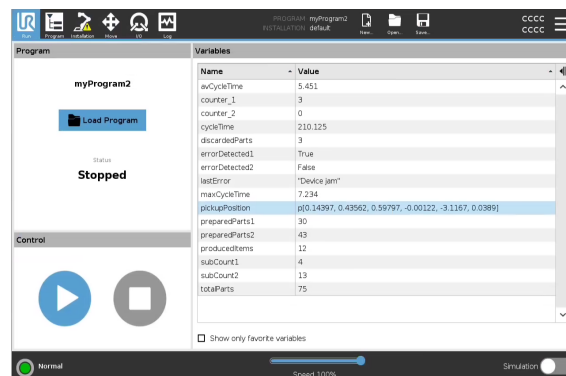 UR
PROGRAM myProgram2
INSTALLATION default
CCCC
CCCC
Run Program Installation Move I/O Log New... Open... Save...
Program
myProgram2
Load Program
Status
Stopped
Control
Variables
Name Value
avCycleTime 5.451
counter_1 3
counter_2 0
cycleTime 210.125
discardedParts 3
errorDetected1 True
errorDetected2 False
lastError "Device jam"
maxCycleTime 7.234
pickupPosition p[0.14397, 0.43562, 0.59797, -0.00122, -3.1167, 0.0389]
preparedParts1 30
preparedParts2 43
producedItems 12
subCount1 4
subCount2 13
totalParts 75
Show only favorite variables
Normal
Speed 100%
Simulation